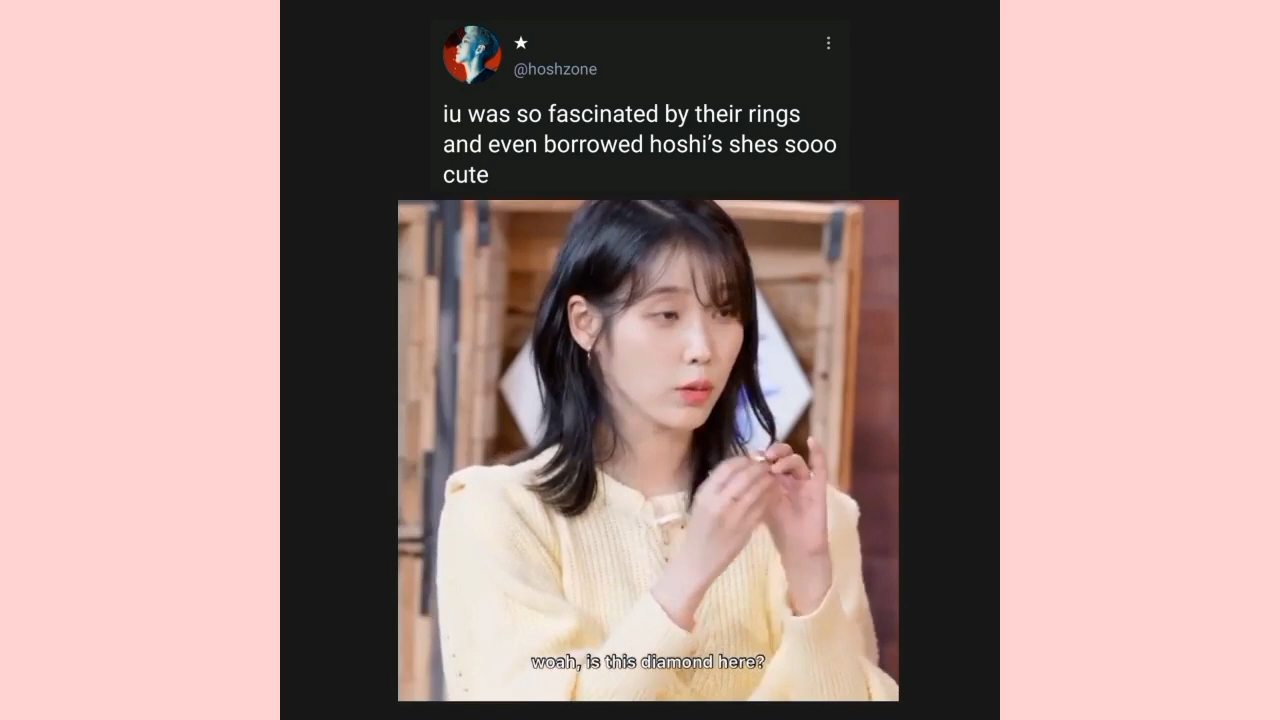 ★
@hoshzone
iu was so fascinated by their rings
and even borrowed hoshi’s shes sooo
cute
woah, is this diamond here?